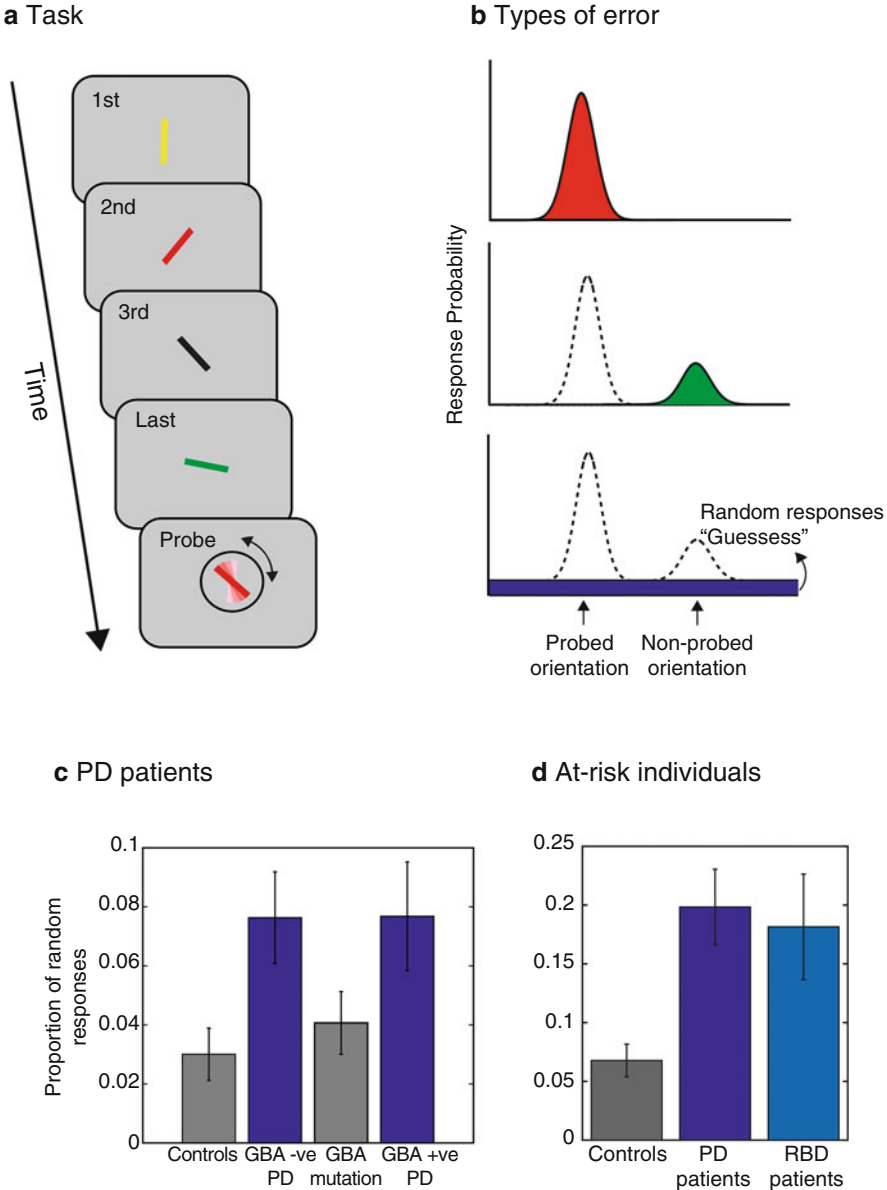 a Task
1st
2nd
3rd
Last
Probe
Time
b Types of error
Response Probability
Random responses
“Guessess”
Probed
orientation
Non-probed
orientation
c PD patients
Proportion of random
responses
0.1
0.08
0.06
0.04
0.02
0
Controls
GBA -ve
PD
GBA
mutation
GBA +ve
PD
d At-risk individuals
0.25
0.2
0.15
0.1
0.05
0
Controls
PD
patients
RBD
patients